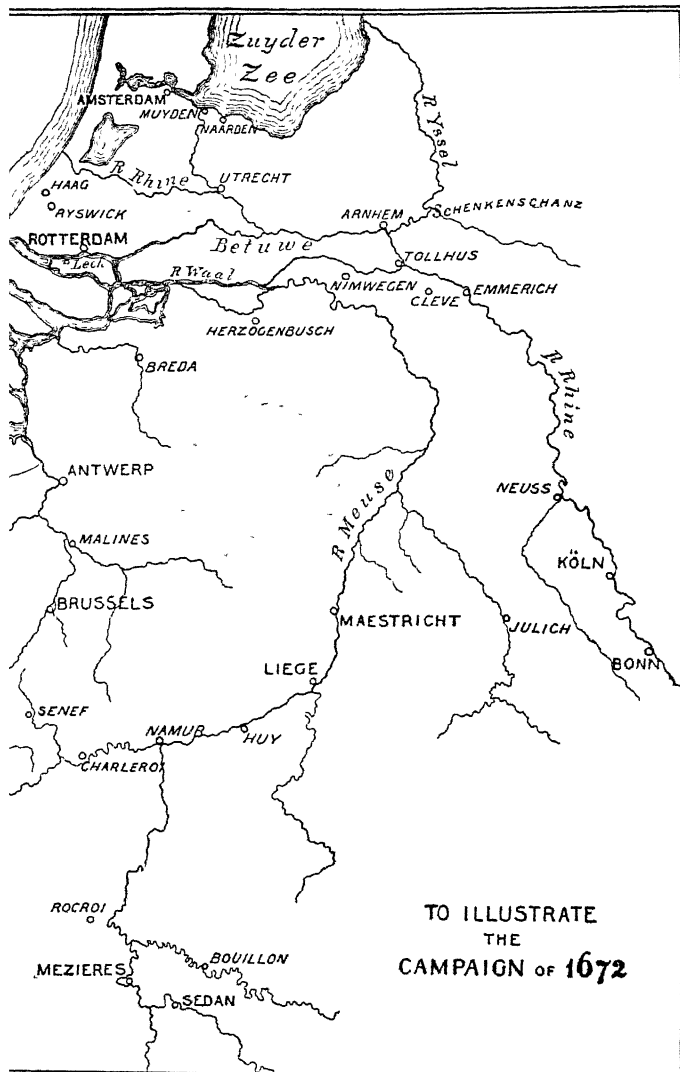 Zuyder
Zee
AMSTERDAM
MUYDEN
NAARDEN
R Yssel
R Rhine
UTRECHT
HAAG
RYSWICK
SCHENKENSCHANZ
ARNHEM
ROTTERDAM
Betuwe
TOLLHUS
Leck
R Waal
NIMWEGEN
CLEVE
EMMERICH
HERZOGENBUSCH
BREDA
R Rhine
ANTWERP
NEUSS
R Meuse
MALINES
KÖLN
BRUSSELS
MAESTRICHT
JULICH
BONN
LIEGE
SENEF
NAMUR
HUY
CHARLEROI
ROCROI
TO ILLUSTRATE
THE
CAMPAIGN OF 1672
BOUILLON
MEZIERES
SEDAN